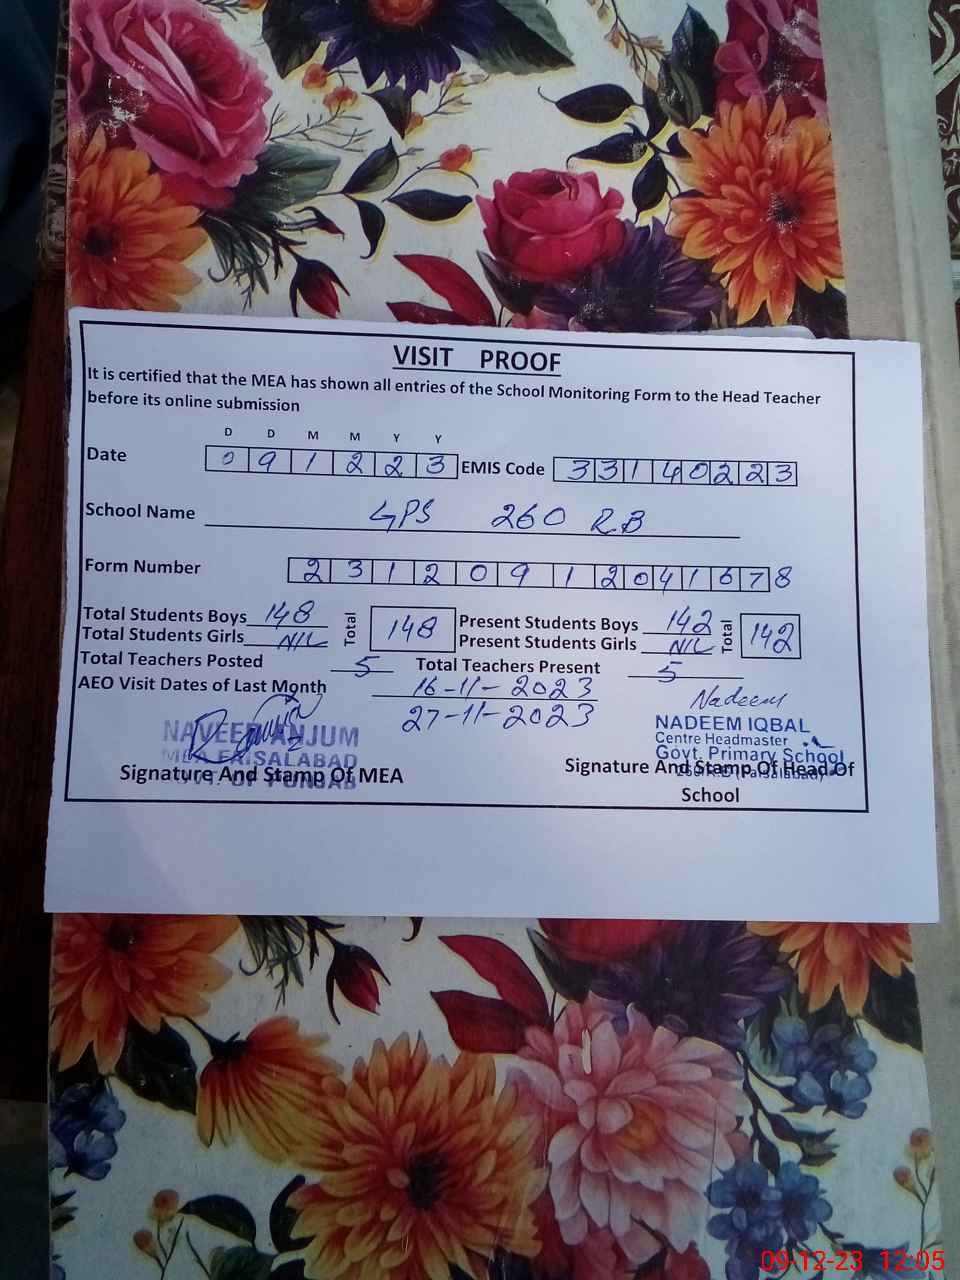 VISIT PROOF
It is certified that the MEA has shown all entries of the School Monitoring Form to the Head Teacher
before its online submission
D D M M Y Y
Date 0 9 1 2 2 3 EMIS Code 3 3 1 4 0 2 2 3
School Name GPS 260 RB
Form Number 2 3 1 2 0 9 1 2 0 4 1 6 7 8
Total Students Boys 148 Total 148 Present Students Boys 142 Total 142
Total Students Girls NIL Present Students Girls NIL
Total Teachers Posted 5 Total Teachers Present 5
AEO Visit Dates of Last Month 16-11-2023
27-11-2023
Nadeem
NAVEED ANJUM
MEA FAISALABAD
GOVT. OF PUNJAB
Signature And Stamp Of MEA
NADEEM IQBAL
Centre Headmaster
Govt. Primary School
260 R.B (Faisalabad)
Signature And Stamp Of Head Of
School
09-12-23 12:05